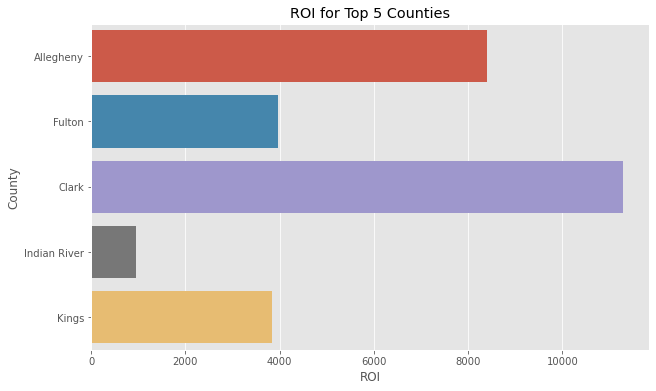 ROI for Top 5 Counties
County
Allegheny
Fulton
Clark
Indian River
Kings
0 2000 4000 6000 8000 10000
ROI